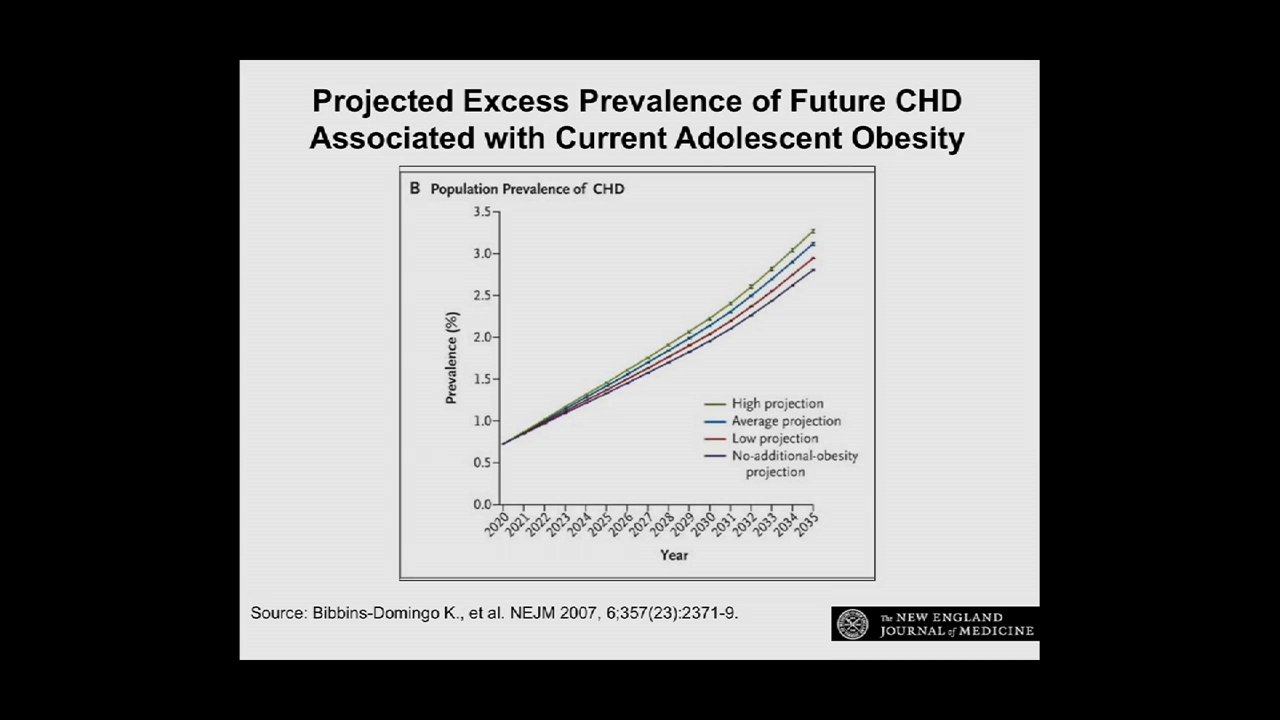 Projected Excess Prevalence of Future CHD
Associated with Current Adolescent Obesity
B Population Prevalence of CHD
3.5
3.0
2.5
2.0
1.5
1.0
0.5
0.0
Prevalence (%)
High projection
Average projection
Low projection
No-additional-obesity
projection
2020 2021 2022 2023 2024 2025 2026 2027 2028 2029 2030 2031 2032 2033 2034 2035
Year
Source: Bibbins-Domingo K., et al. NEJM 2007, 6;357(23):2371-9.
The NEW ENGLAND
JOURNAL of MEDICINE